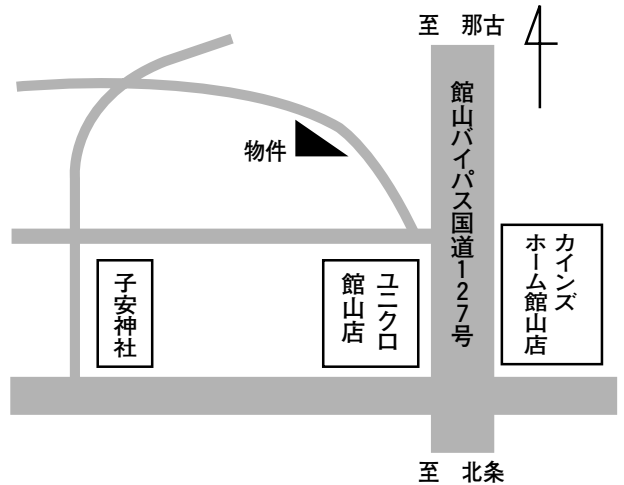 至 那古
館山バイパス国道127号
物件
カインズ
ホーム館山店
ユニクロ
館山店
子安神社
至 北条